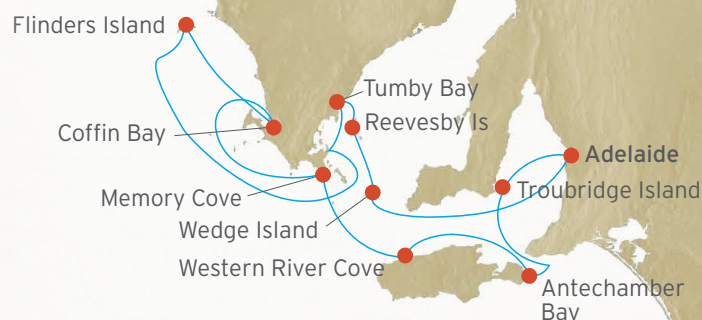 Flinders Island
Tumby Bay
Reevesby Is
Coffin Bay
Adelaide
Troubridge Island
Memory Cove
Wedge Island
Western River Cove
Antechamber
Bay